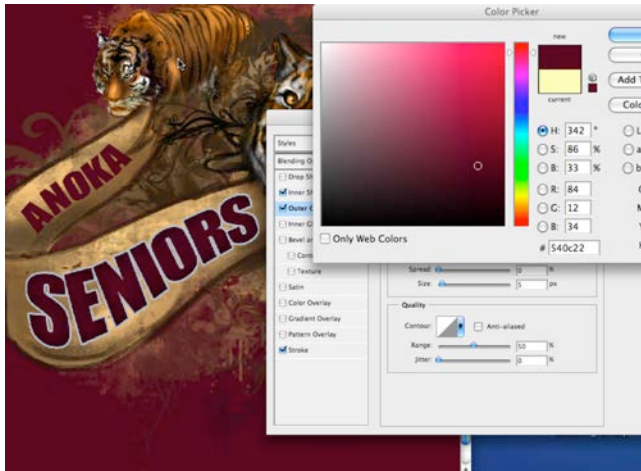 Color Picker
new
current
Add T
Colo
H: 342 °
S: 86 %
B: 33 %
R: 84
G: 12
B: 34
# 540c22
L
a
b
Only Web Colors
ANOKA
SENIORS
Styles
Blending O
Drop Sh
Inner Sh
Outer G
Inner G
Bevel an
Cont
Texture
Satin
Color Overlay
Gradient Overlay
Pattern Overlay
Stroke
Spread: 0 %
Size: 5 px
Quality
Contour: Anti-aliased
Range: 50 %
Jitter: 0 %